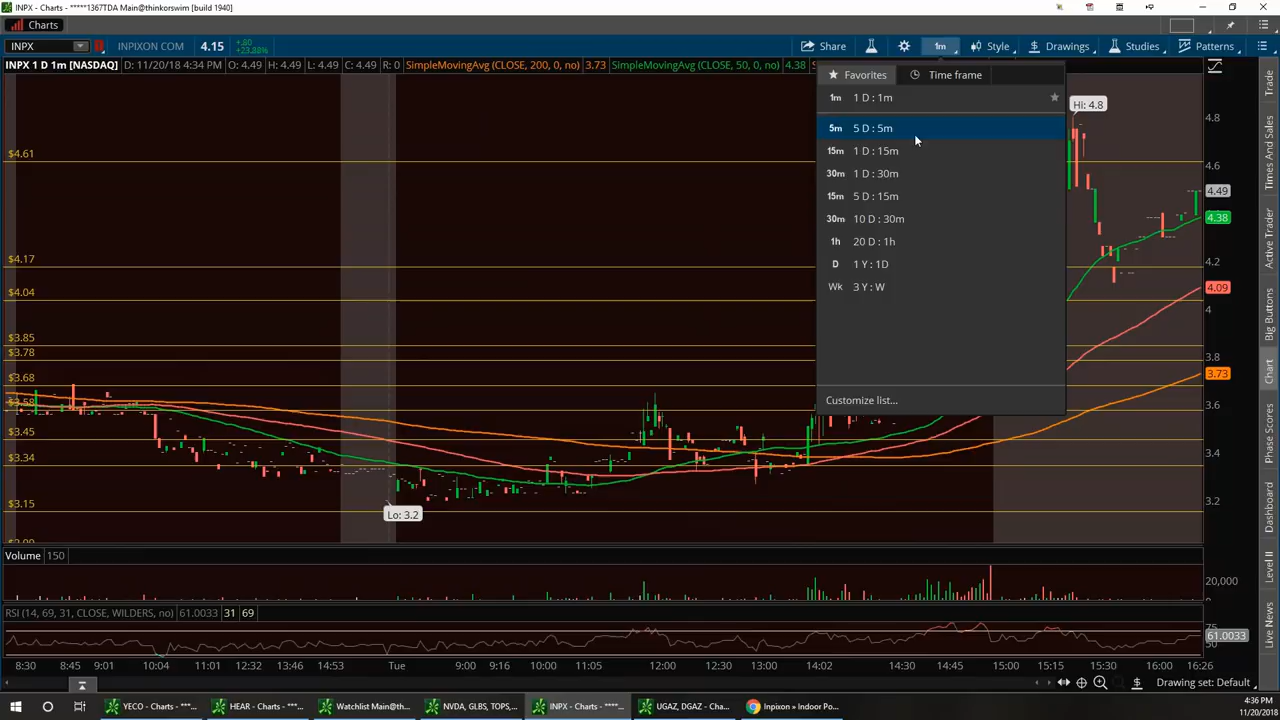 INPX - Charts - *****1367TDA Main@thinkorswim [build 1940]
Charts
INPX
INPIXON COM
4.15
+.80
+23.88%
Share
1m
Style
Drawings
Studies
Patterns
INPX 1 D 1m [NASDAQ]
D: 11/20/18 4:34 PM
O: 4.49
H: 4.49
L: 4.49
C: 4.49
R: 0
SimpleMovingAvg (CLOSE, 200, 0, no)
3.73
SimpleMovingAvg (CLOSE, 50, 0, no)
4.38
Favorites
Time frame
1m 1 D : 1m
5m 5 D : 5m
15m 1 D : 15m
30m 1 D : 30m
15m 5 D : 15m
30m 10 D : 30m
1h 20 D : 1h
D 1 Y : 1D
Wk 3 Y : W
Customize list...
Hi: 4.8
Lo: 3.2
$4.61
$4.17
$4.04
$3.85
$3.78
$3.68
$3.58
$3.45
$3.34
$3.15
4.8
4.6
4.49
4.38
4.2
4.09
4
3.8
3.73
3.6
3.4
3.2
Volume 150
20,000
RSI (14, 69, 31, CLOSE, WILDERS, no) 61.0033 31 69
75
61.0033
8:30 8:45 9:01 10:04 11:01 12:32 13:46 14:53 Tue 9:00 9:16 10:00 11:05 12:00 12:30 13:00 14:02 14:30 14:45 15:00 15:15 15:30 16:00 16:26
Drawing set: Default
Trade
Times And Sales
Active Trader
Big Buttons
Chart
Phase Scores
Dashboard
Level II
Live News
YECO - Charts - ****...
HEAR - Charts - ****...
Watchlist Main@th...
NVDA, GLBS, TOPS,...
INPX - Charts - ****...
UGAZ, DGAZ - Chart...
Inpixon » Indoor Po...
4:36 PM
11/20/2018